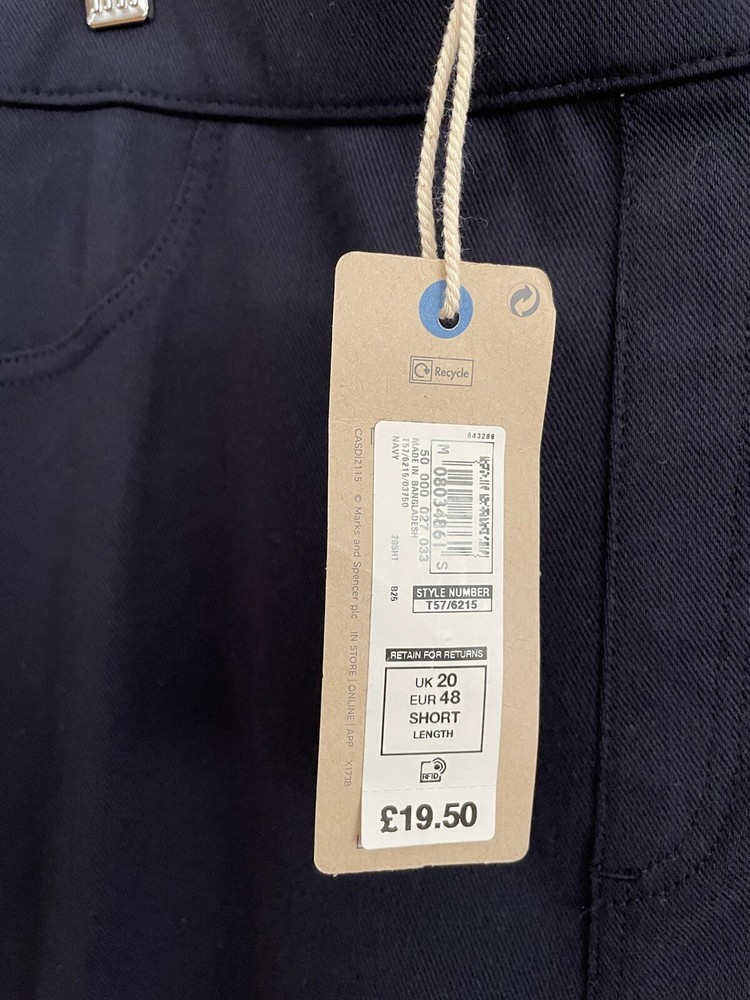 Recycle
643288
M 08034861 S
50 000 027 033
MADE IN BANGLADESH
T57/6215/03750
NAVY
20SHT
B25
STYLE NUMBER
T57/6215
RETAIN FOR RETURNS
UK 20
EUR 48
SHORT
LENGTH
RFID
£19.50
CASDI2115 © Marks and Spencer plc IN STORE | ONLINE | APP X1738